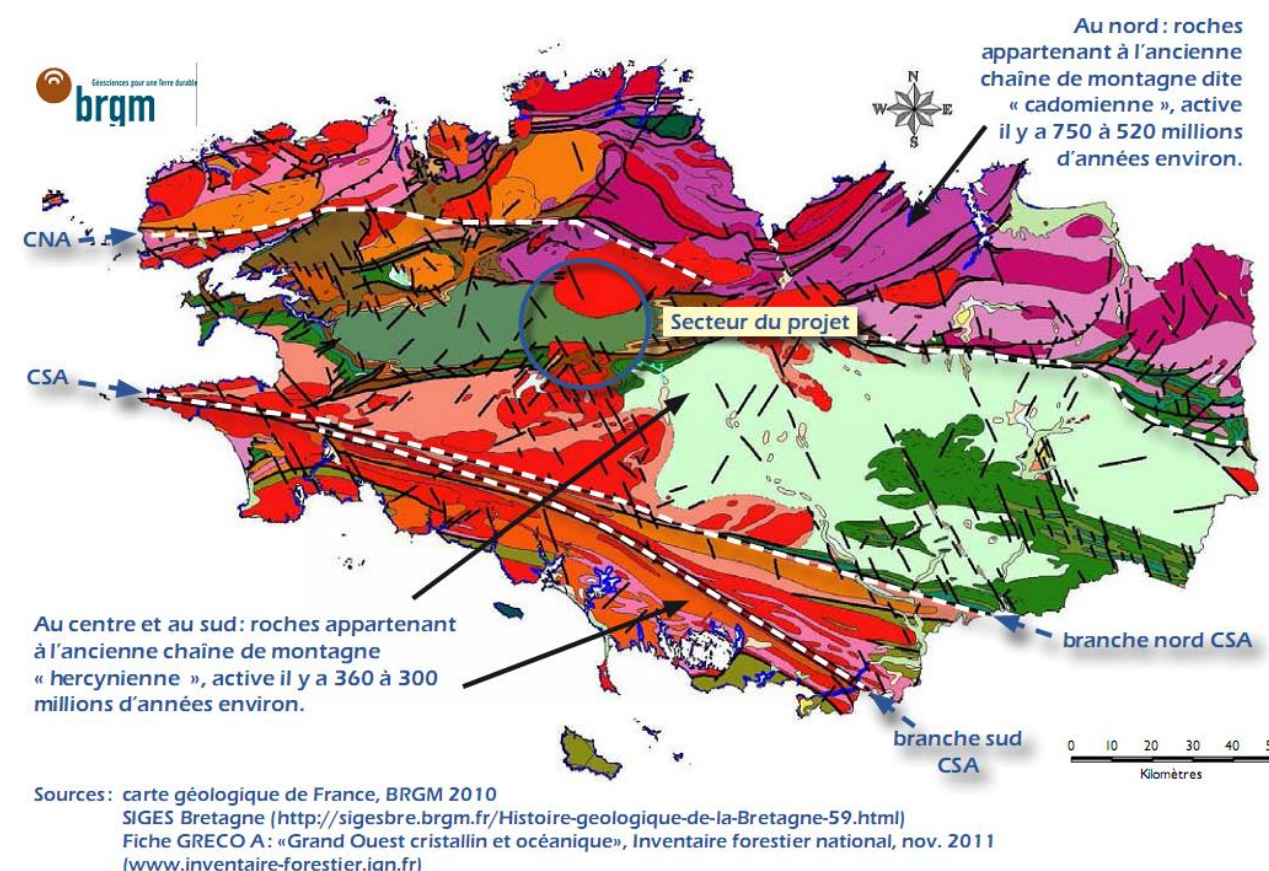 Géosciences pour une Terre durable
brgm
Au nord : roches
appartenant à l'ancienne
chaîne de montagne dite
« cadomienne », active
il y a 750 à 520 millions
d'années environ.
N
W
E
S
CNA
Secteur du projet
CSA
Au centre et au sud : roches appartenant
à l'ancienne chaîne de montagne
« hercynienne », active il y a 360 à 300
millions d'années environ.
branche nord CSA
branche sud
CSA
0 10 20 30 40 5
Kilomètres
Sources : carte géologique de France, BRGM 2010
SIGES Bretagne (http://sigesbre.brgm.fr/Histoire-geologique-de-la-Bretagne-59.html)
Fiche GRECO A : «Grand Ouest cristallin et océanique», Inventaire forestier national, nov. 2011
(www.inventaire-forestier.ign.fr)